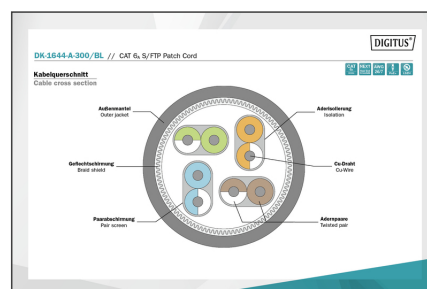 DIGITUS®
DK-1644-A-300/BL // CAT 6A S/FTP Patch Cord
Kabelquerschnitt
Cable cross section
Außenmantel
Outer jacket
Aderisolierung
Isolation
Geflechtschirmung
Braid shield
Cu-Draht
Cu-Wire
Paarabschirmung
Pair screen
Adernpaare
Twisted pair